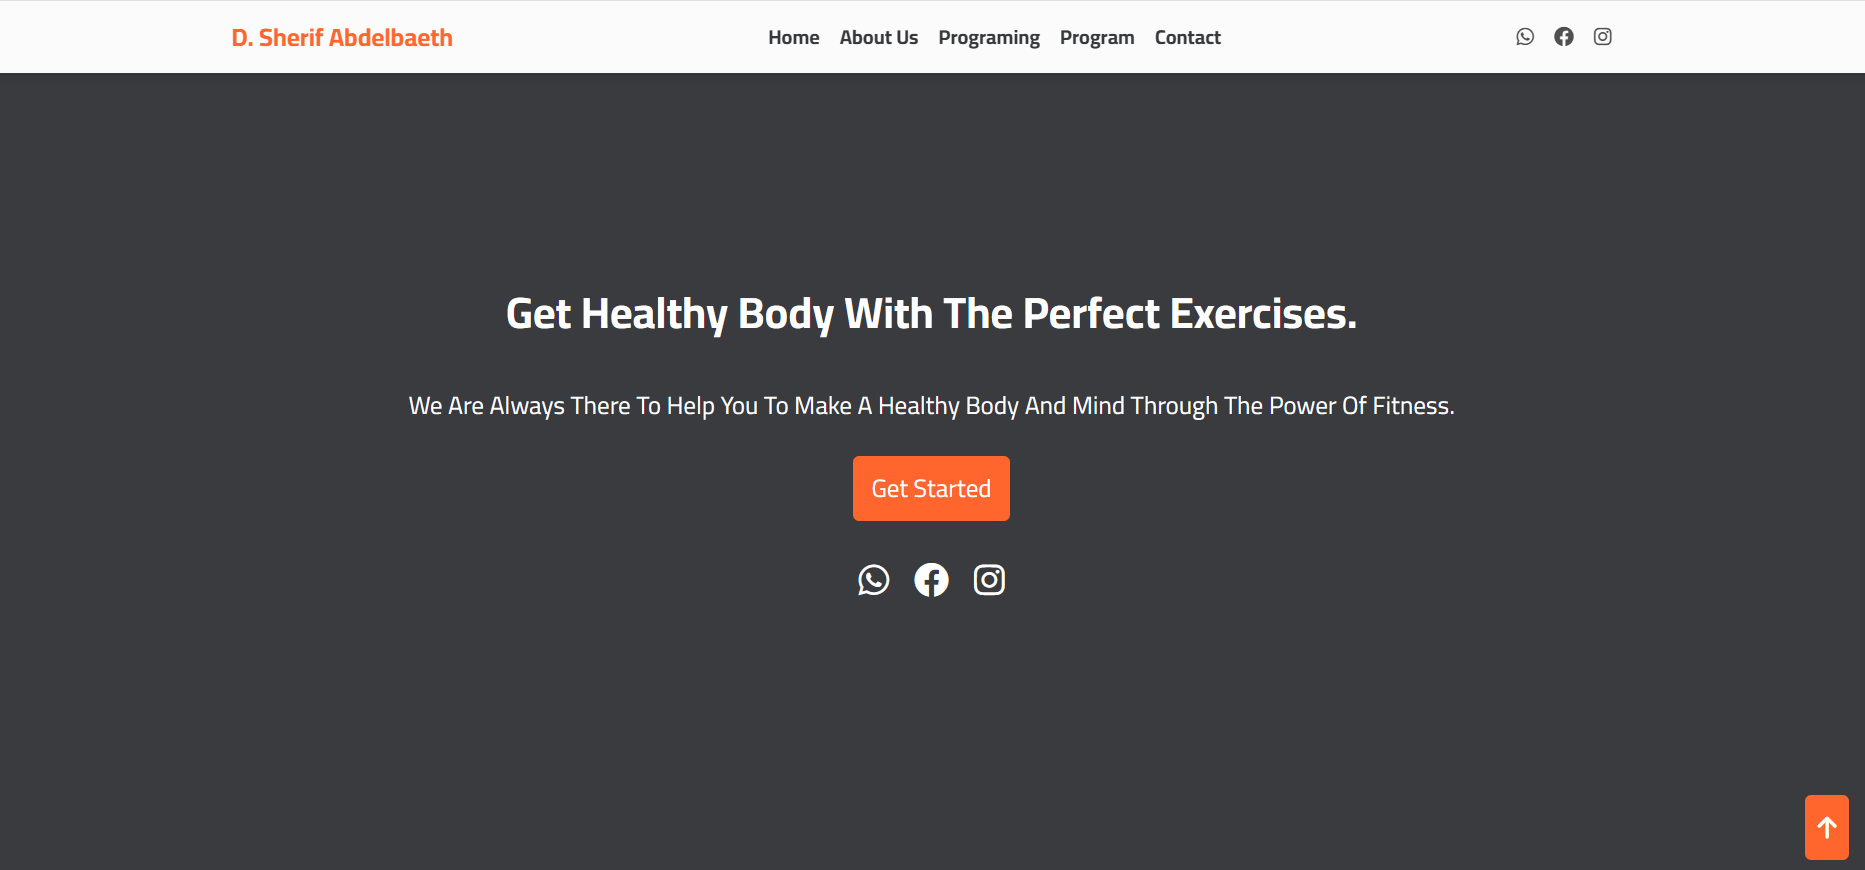 D. Sherif Abdelbaeth
Home About Us Programing Program Contact
Get Healthy Body With The Perfect Exercises.
We Are Always There To Help You To Make A Healthy Body And Mind Through The Power Of Fitness.
Get Started